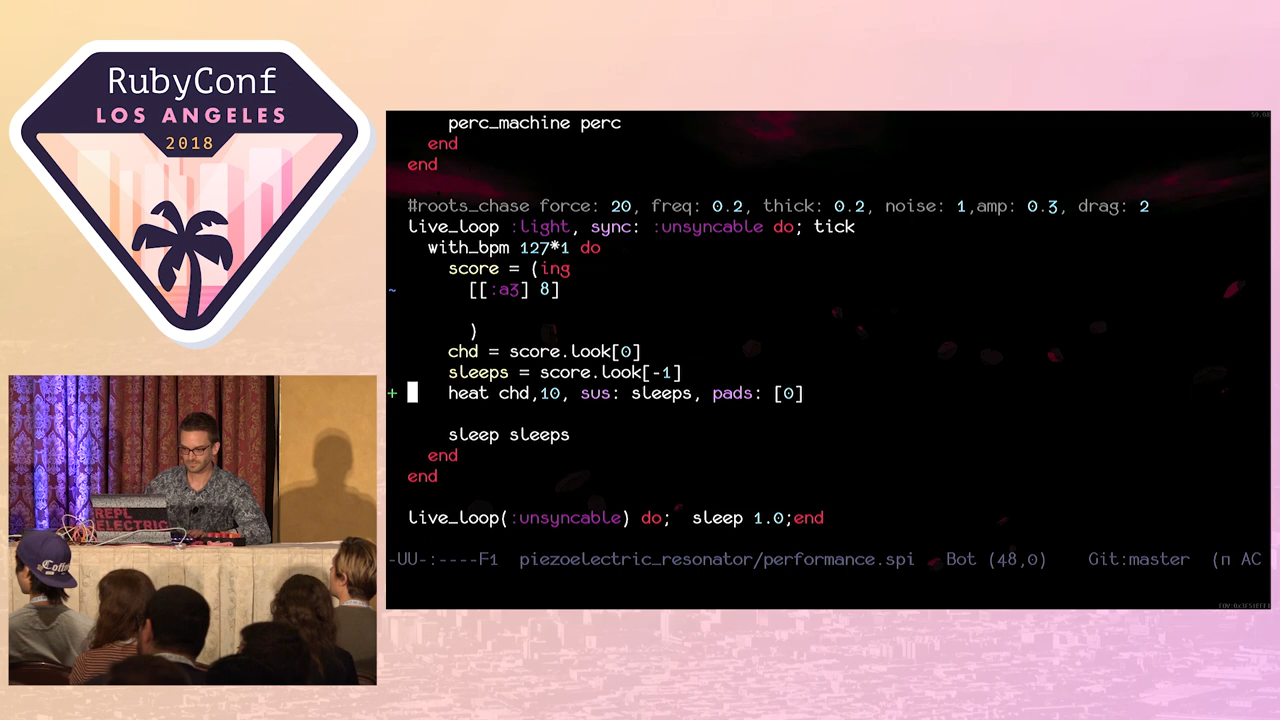 RubyConf
LOS ANGELES
2018
perc_machine perc
end
end
#roots_chase force: 20, freq: 0.2, thick: 0.2, noise: 1,amp: 0.3, drag: 2
live_loop :light, sync: :unsyncable do; tick
with_bpm 127*1 do
score = (ing
~ [[:a3] 8]
)
chd = score.look[0]
sleeps = score.look[-1]
+ heat chd,10, sus: sleeps, pads: [0]
sleep sleeps
end
end
live_loop(:unsyncable) do; sleep 1.0;end
-UU-:----F1 piezoelectric_resonator/performance.spi Bot (48,0) Git:master (π AC
REPL
ELECTRIC